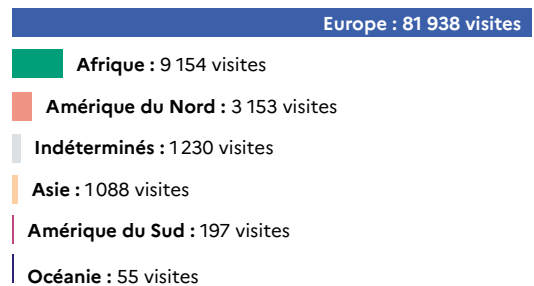 Europe : 81 938 visites
Afrique : 9 154 visites
Amérique du Nord : 3 153 visites
Indéterminés : 1 230 visites
Asie : 1 088 visites
Amérique du Sud : 197 visites
Océanie : 55 visites